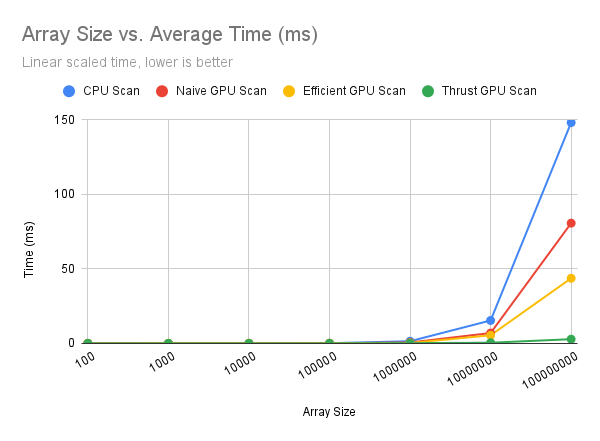 Array Size vs. Average Time (ms)
Linear scaled time, lower is better
CPU Scan Naive GPU Scan Efficient GPU Scan Thrust GPU Scan
150
100
50
0
Time (ms)
100 1000 10000 100000 1000000 10000000 100000000
Array Size